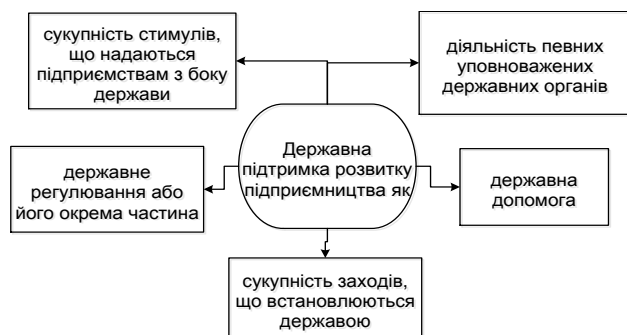 сукупність стимулів,
що надаються
підприємствам з боку
держави
діяльність певних
уповноважених
державних органів
Державна
підтримка розвитку
підприємництва як
державне
регулювання або
його окрема частина
державна
допомога
сукупність заходів,
що встановлюються
державою